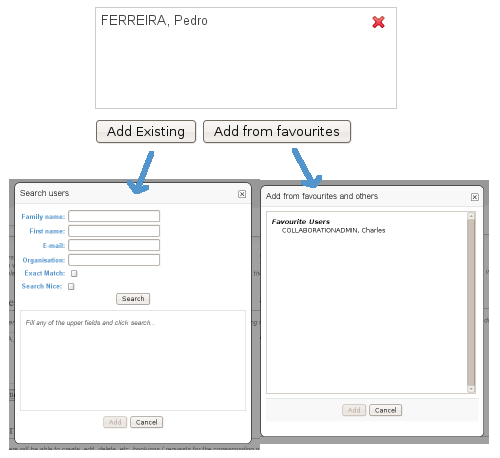 FERREIRA, Pedro
Add Existing
Add from favourites
Search users
Family name:
First name:
E-mail:
Organisation:
Exact Match:
Search Nice:
Search
Fill any of the upper fields and click search..
Add
Cancel
Add from favourites and others
Favourite Users
COLLABORATIONADMIN, Charles
Add
Cancel